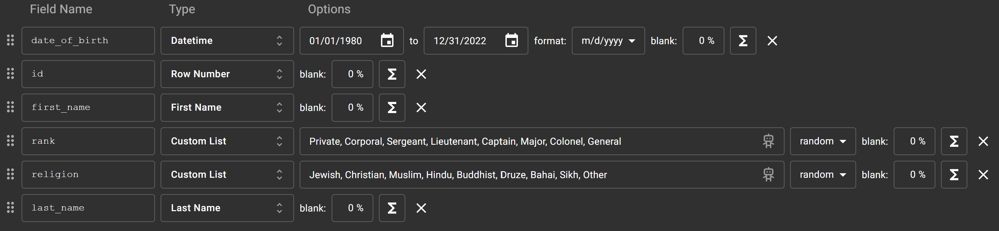 Field Name Type Options
date_of_birth Datetime 01/01/1980 to 12/31/2022 format: m/d/yyyy blank: 0 % Σ
id Row Number blank: 0 % Σ
first_name First Name blank: 0 % Σ
rank Custom List Private, Corporal, Sergeant, Lieutenant, Captain, Major, Colonel, General random blank: 0 % Σ
religion Custom List Jewish, Christian, Muslim, Hindu, Buddhist, Druze, Bahai, Sikh, Other random blank: 0 % Σ
last_name Last Name blank: 0 % Σ